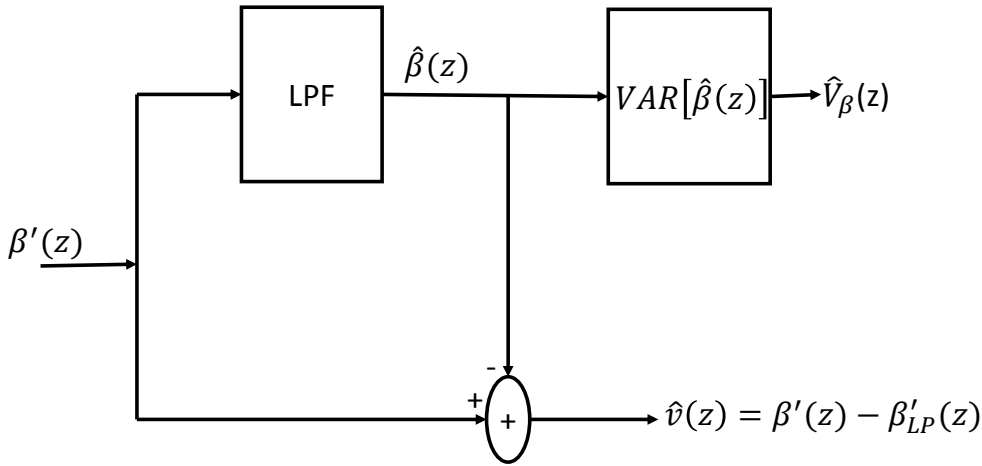 LPF
β̂(z)
VAR[β̂(z)]
V̂_β(z)
β′(z)
-
+
+
v̂(z) = β′(z) − β′_LP(z)